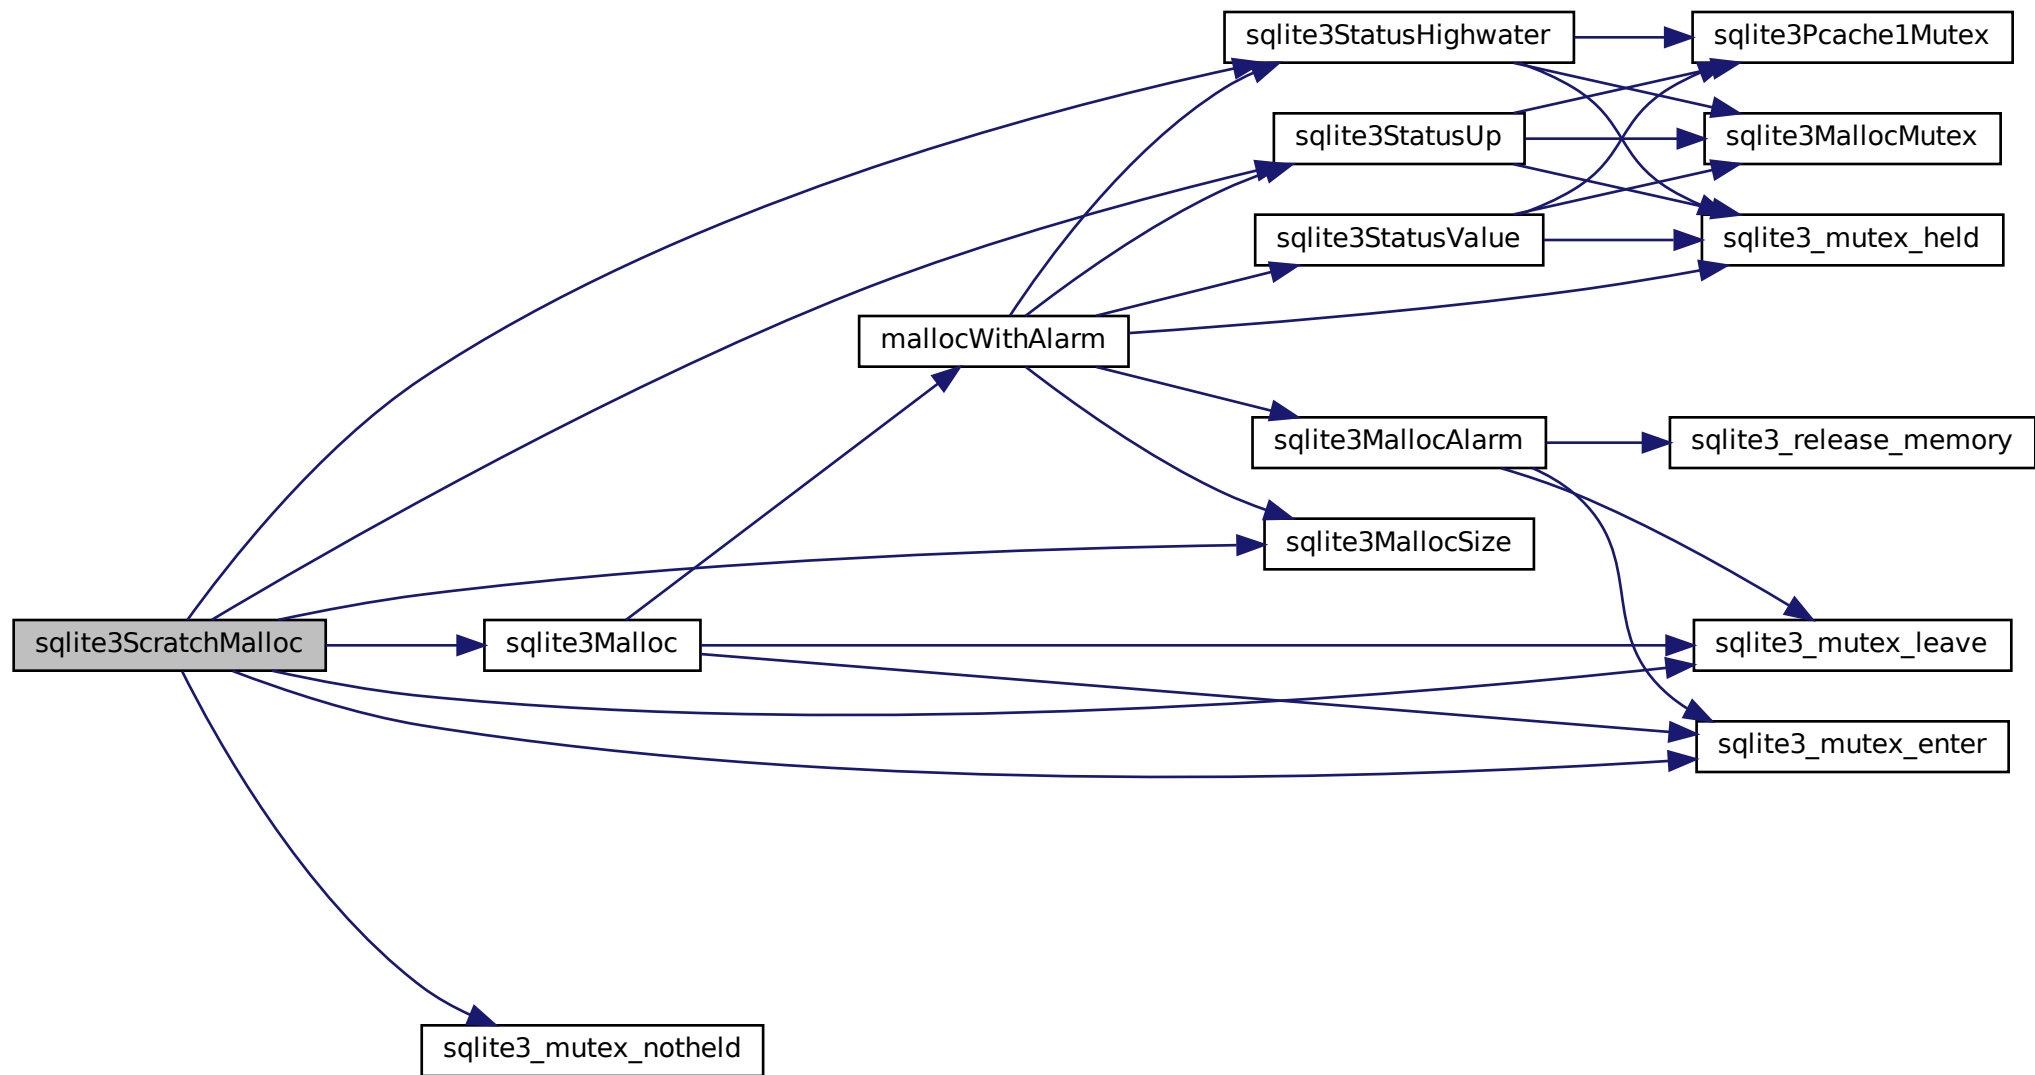 sqlite3StatusHighwater
sqlite3Pcache1Mutex
sqlite3StatusUp
sqlite3MallocMutex
sqlite3StatusValue
sqlite3_mutex_held
mallocWithAlarm
sqlite3MallocAlarm
sqlite3_release_memory
sqlite3MallocSize
sqlite3ScratchMalloc
sqlite3Malloc
sqlite3_mutex_leave
sqlite3_mutex_enter
sqlite3_mutex_notheld